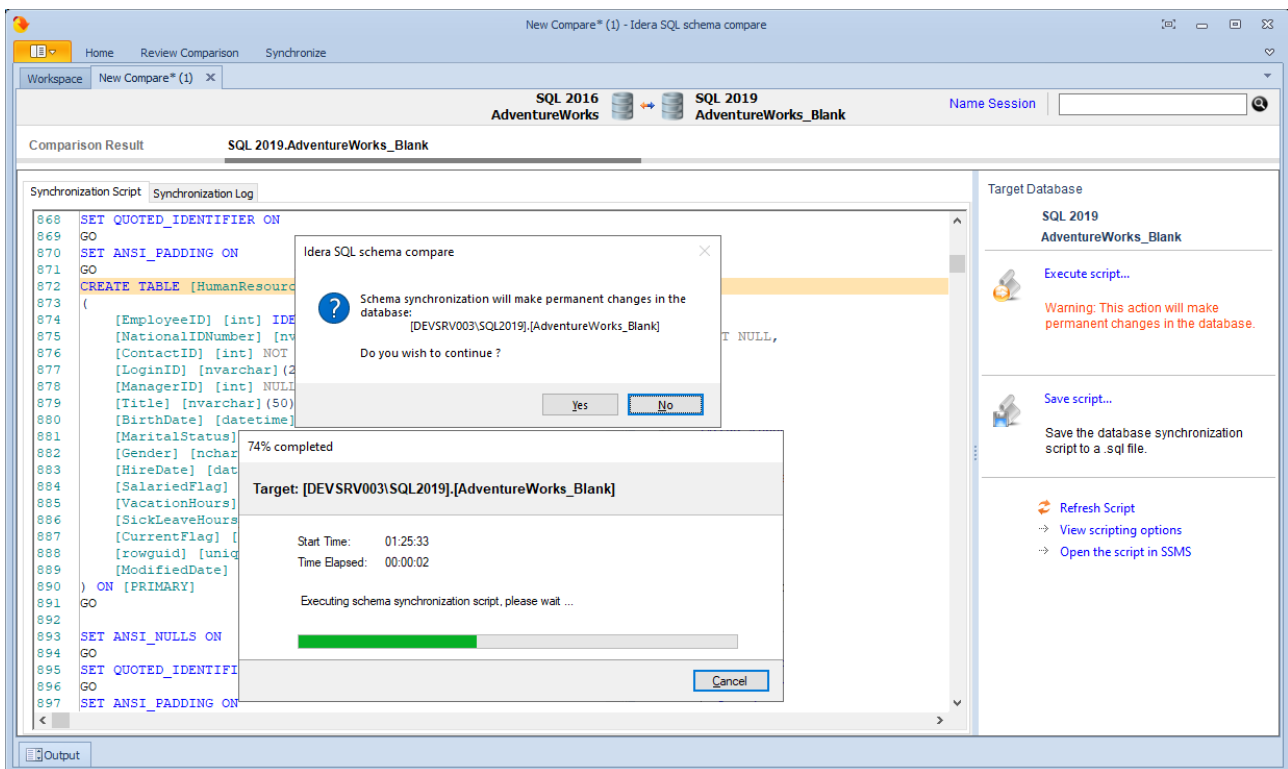 New Compare* (1) - Idera SQL schema compare
Home Review Comparison Synchronize
Workspace New Compare* (1)
SQL 2016
AdventureWorks
SQL 2019
AdventureWorks_Blank
Name Session
Comparison Result SQL 2019.AdventureWorks_Blank
Synchronization Script Synchronization Log
868 SET QUOTED_IDENTIFIER ON
869 GO
870 SET ANSI_PADDING ON
871 GO
872 CREATE TABLE [HumanResourc
873 (
874 [EmployeeID] [int] IDE
875 [NationalIDNumber] [nv T NULL,
876 [ContactID] [int] NOT
877 [LoginID] [nvarchar](2
878 [ManagerID] [int] NULL
879 [Title] [nvarchar](50)
880 [BirthDate] [datetime]
881 [MaritalStatus]
882 [Gender] [nchar
883 [HireDate] [dat
884 [SalariedFlag]
885 [VacationHours]
886 [SickLeaveHours
887 [CurrentFlag] [
888 [rowguid] [uniq
889 [ModifiedDate]
890 ) ON [PRIMARY]
891 GO
892
893 SET ANSI_NULLS ON
894 GO
895 SET QUOTED_IDENTIFI
896 GO
897 SET ANSI_PADDING ON
Idera SQL schema compare
Schema synchronization will make permanent changes in the
database:
[DEVSRV003\SQL2019].[AdventureWorks_Blank]
Do you wish to continue ?
Yes No
74% completed
Target: [DEVSRV003\SQL2019].[AdventureWorks_Blank]
Start Time: 01:25:33
Time Elapsed: 00:00:02
Executing schema synchronization script, please wait ...
Cancel
Target Database
SQL 2019
AdventureWorks_Blank
Execute script...
Warning: This action will make
permanent changes in the database.
Save script...
Save the database synchronization
script to a .sql file.
Refresh Script
View scripting options
Open the script in SSMS
Output